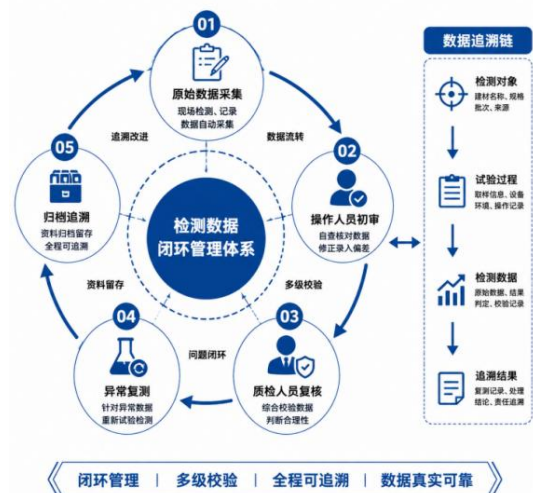 01
原始数据采集
现场检测、记录
数据自动采集
数据流转
02
操作人员初审
自查核对数据
修正录入偏差
多级校验
03
质检人员复核
综合校验数据
判断合理性
问题闭环
04
异常复测
针对异常数据
重新试验检测
资料留存
05
归档追溯
资料归档留存
全程可追溯
追溯改进
检测数据
闭环管理体系
数据追溯链
检测对象
建材名称、规格
批次、来源
试验过程
取样信息、设备
环境、操作记录
检测数据
原始数据、结果
判定、校验记录
追溯结果
复测记录、处理
结论、责任追溯
闭环管理 | 多级校验 | 全程可追溯 | 数据真实可靠